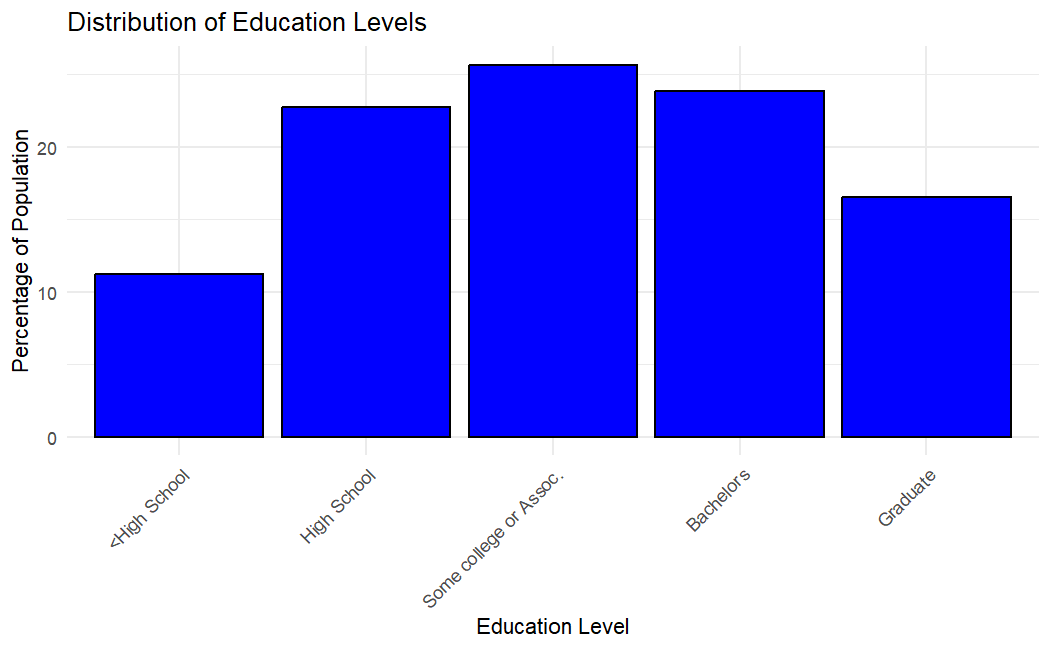 Distribution of Education Levels
Percentage of Population
20
10
0
<High School
High School
Some college or Assoc.
Bachelors
Graduate
Education Level